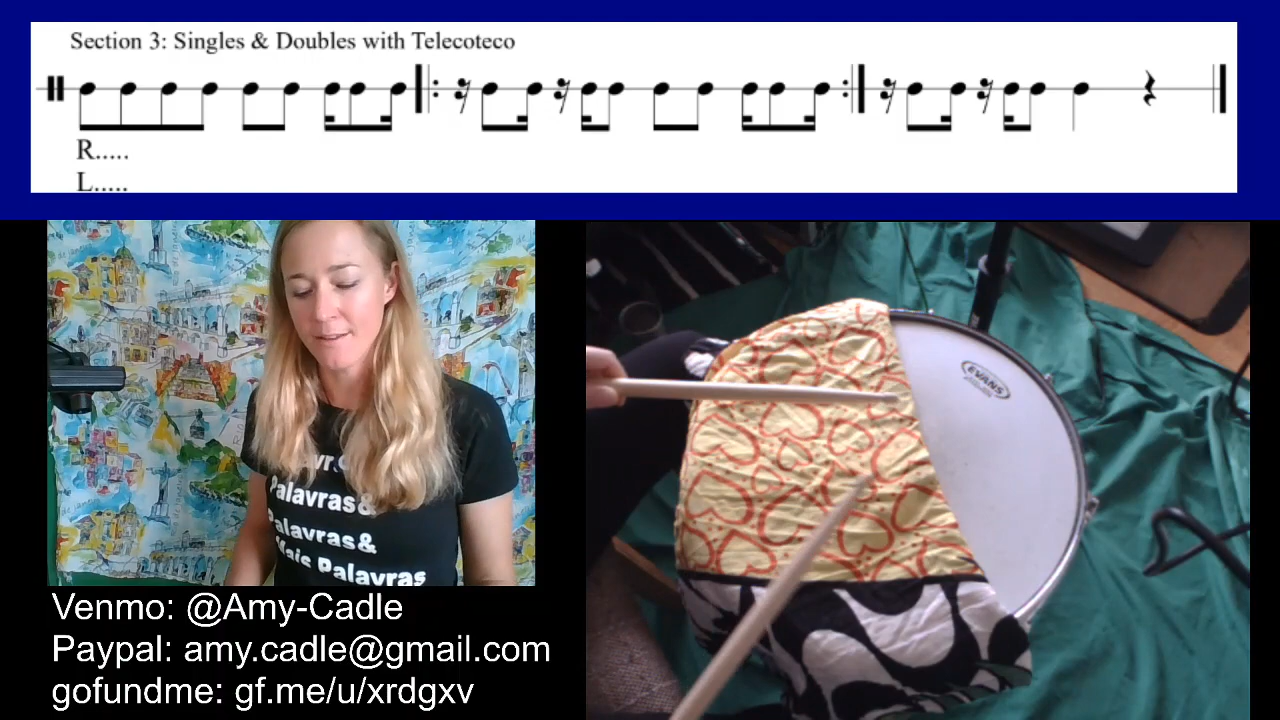 Section 3: Singles & Doubles with Telecoteco
R.....
L.....
EVANS
Palavras&
Palavras&
Mais Palavras
Venmo: @Amy-Cadle
Paypal: amy.cadle@gmail.com
gofundme: gf.me/u/xrdgxv